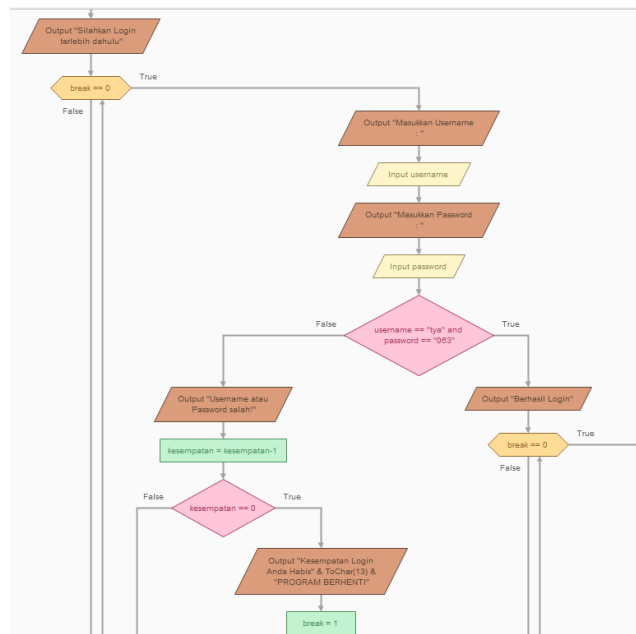 Output "Silahkan Login
terlebih dahulu"
break == 0
True
False
Output "Masukkan Username
: "
Input username
Output "Masukkan Password
: "
Input password
username == "tya" and
password == "063"
False
True
Output "Username atau
Password salah!"
kesempatan = kesempatan-1
kesempatan == 0
False
True
Output "Kesempatan Login
Anda Habis" & ToChar(13) &
"PROGRAM BERHENTI"
break = 1
Output "Berhasil Login"
break == 0
True
False